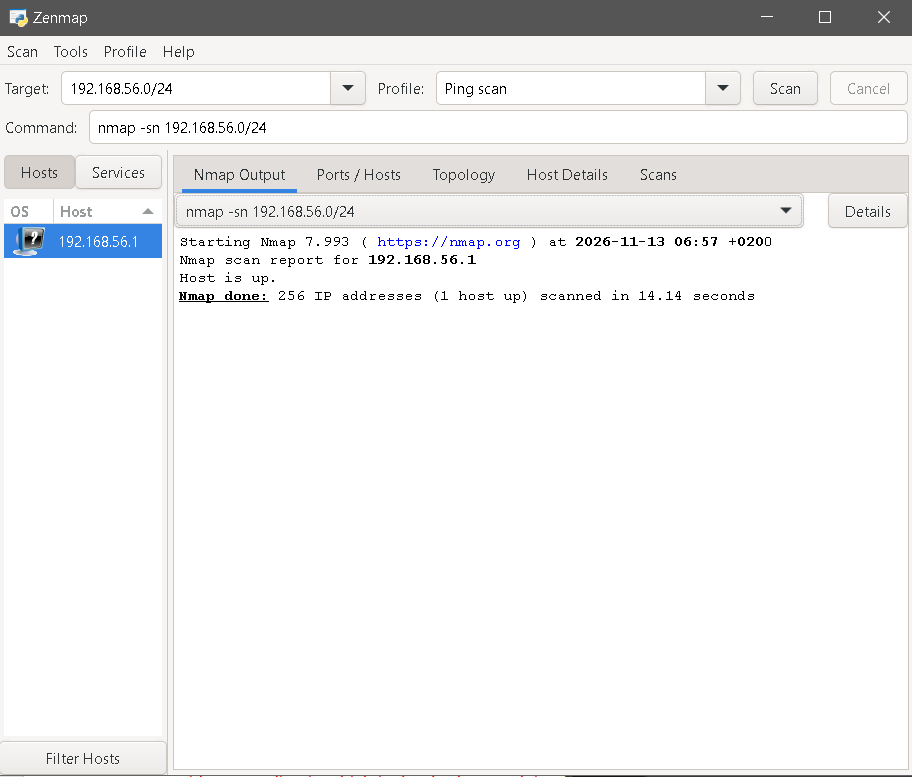 Zenmap
Scan Tools Profile Help
Target: 192.168.56.0/24 Profile: Ping scan Scan Cancel
Command: nmap -sn 192.168.56.0/24
Hosts Services
OS Host
192.168.56.1
Nmap Output Ports / Hosts Topology Host Details Scans
nmap -sn 192.168.56.0/24 Details
Starting Nmap 7.993 ( https://nmap.org ) at 2026-11-13 06:57 +0200
Nmap scan report for 192.168.56.1
Host is up.
Nmap done: 256 IP addresses (1 host up) scanned in 14.14 seconds
Filter Hosts